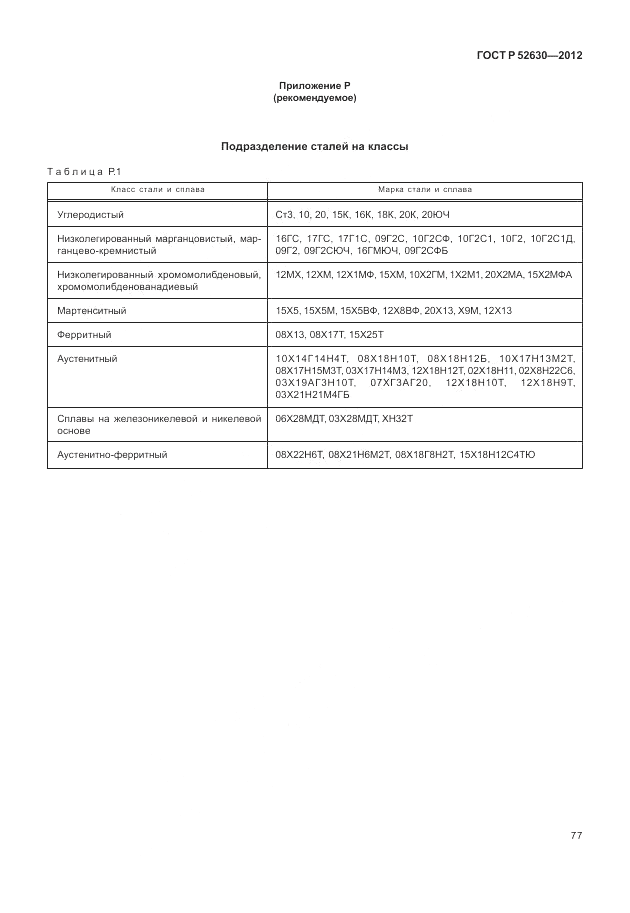 ГОСТ Р 52630—2012
Приложение Р
(рекомендуемое)
Подразделение сталей на классы
Таблица Р.1
Класс стали и сплава
Марка стали и сплава
Углеродистый
Ст3, 10, 20, 15К, 16К, 18К, 20К, 20ЮЧ
Низколегированный марганцовистый, мар-
ганцево-кремнистый
16ГС, 17ГС, 17Г1С, 09Г2С, 10Г2СФ, 10Г2С1, 10Г2, 10Г2С1Д,
09Г2, 09Г2СЮЧ, 16ГМЮЧ, 09Г2СФБ
Низколегированный хромомолибденовый,
хромомолибденованадиевый
12МХ, 12ХМ, 12Х1МФ, 15ХМ, 10Х2ГМ, 1Х2М1, 20Х2МА, 15Х2МФА
Мартенситный
15Х5, 15Х5М, 15Х5ВФ, 12Х8ВФ, 20Х13, Х9М, 12Х13
Ферритный
08Х13, 08Х17Т, 15Х25Т
Аустенитный
10Х14Г14Н4Т, 08Х18Н10Т, 08Х18Н12Б, 10Х17Н13М2Т,
08Х17Н15М3Т, 03Х17Н14М3, 12Х18Н12Т, 02Х18Н11, 02Х8Н22С6,
03Х19АГ3Н10Т, 07ХГ3АГ20, 12Х18Н10Т, 12Х18Н9Т,
03Х21Н21М4ГБ
Сплавы на железоникелевой и никелевой
основе
06Х28МДТ, 03Х28МДТ, ХН32Т
Аустенитно-ферритный
08Х22Н6Т, 08Х21Н6М2Т, 08Х18Г8Н2Т, 15Х18Н12С4ТЮ
77